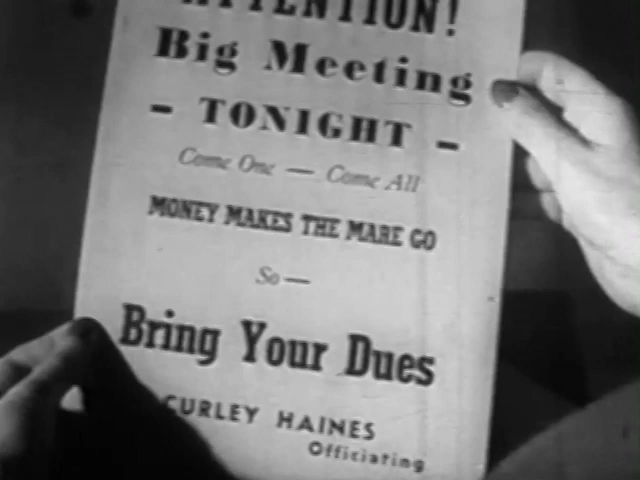 ATTENTION!
Big Meeting
- TONIGHT -
Come One — Come All
MONEY MAKES THE MARE GO
So—
Bring Your Dues
CURLEY HAINES
Officiating